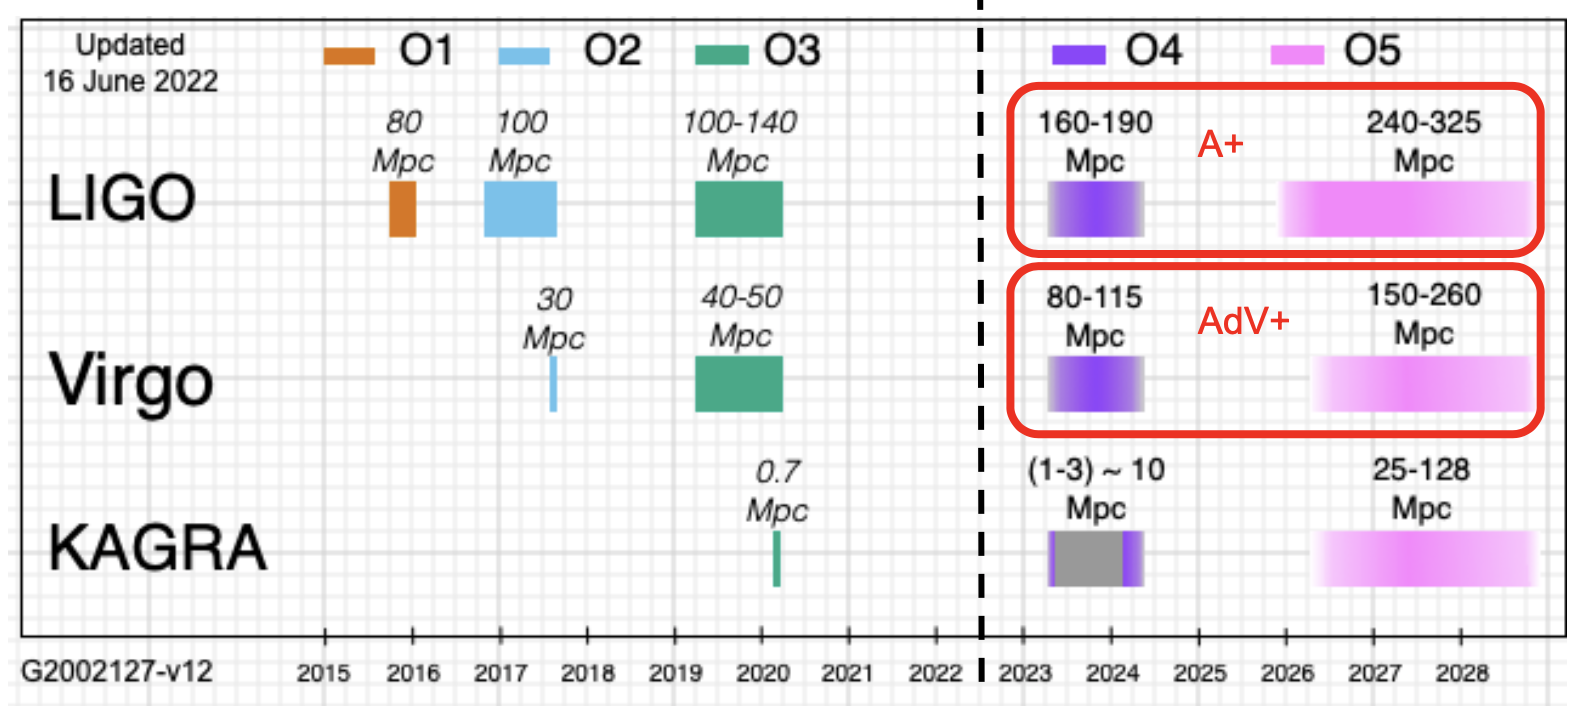 Updated
16 June 2022
O1 O2 O3 O4 O5
80 100 100-140 160-190 240-325
Mpc Mpc Mpc Mpc A+ Mpc
LIGO
30 40-50 80-115 150-260
Mpc Mpc Mpc AdV+ Mpc
Virgo
0.7 (1-3) ~ 10 25-128
Mpc Mpc Mpc
KAGRA
G2002127-v12 2015 2016 2017 2018 2019 2020 2021 2022 2023 2024 2025 2026 2027 2028